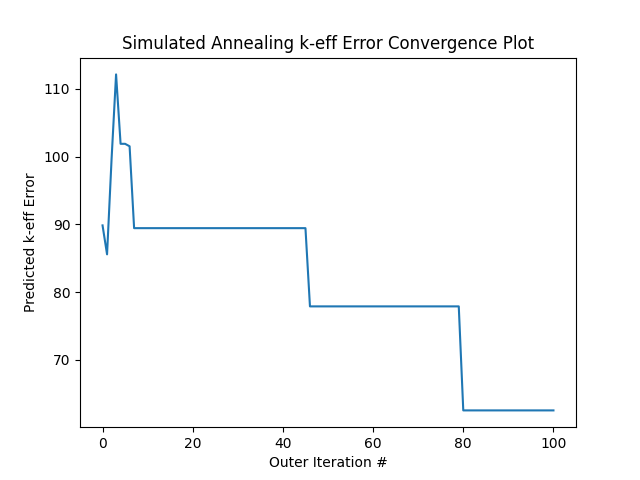 Simulated Annealing k-eff Error Convergence Plot
110
100
90
80
70
Predicted k-eff Error
0 20 40 60 80 100
Outer Iteration #